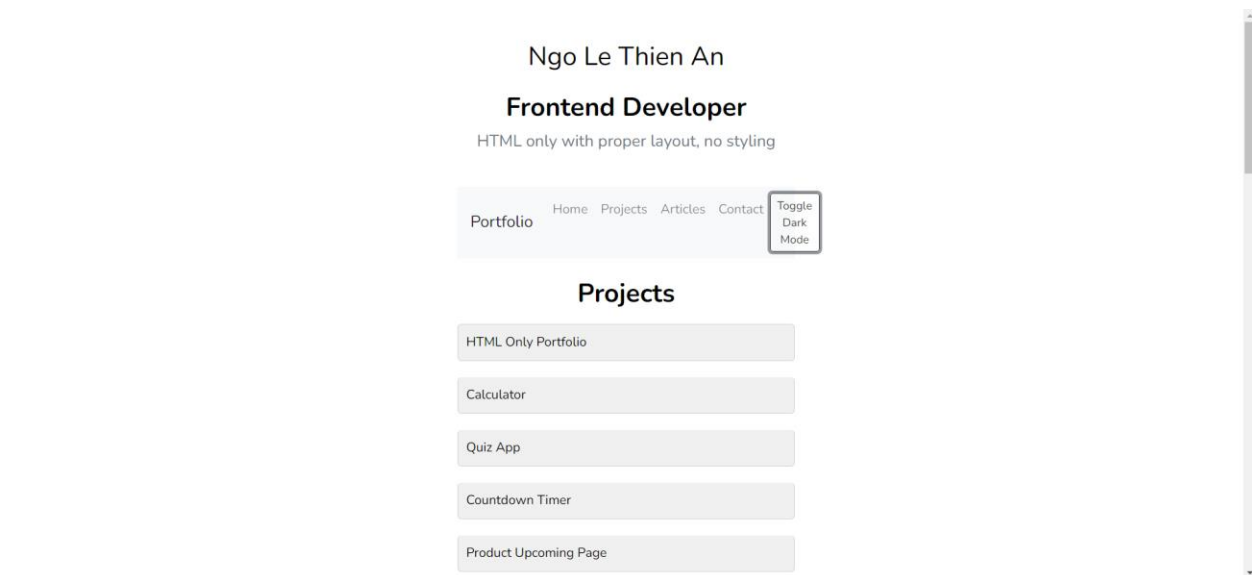 Ngo Le Thien An
Frontend Developer
HTML only with proper layout, no styling
Portfolio Home Projects Articles Contact Toggle
Dark
Mode
Projects
HTML Only Portfolio
Calculator
Quiz App
Countdown Timer
Product Upcoming Page